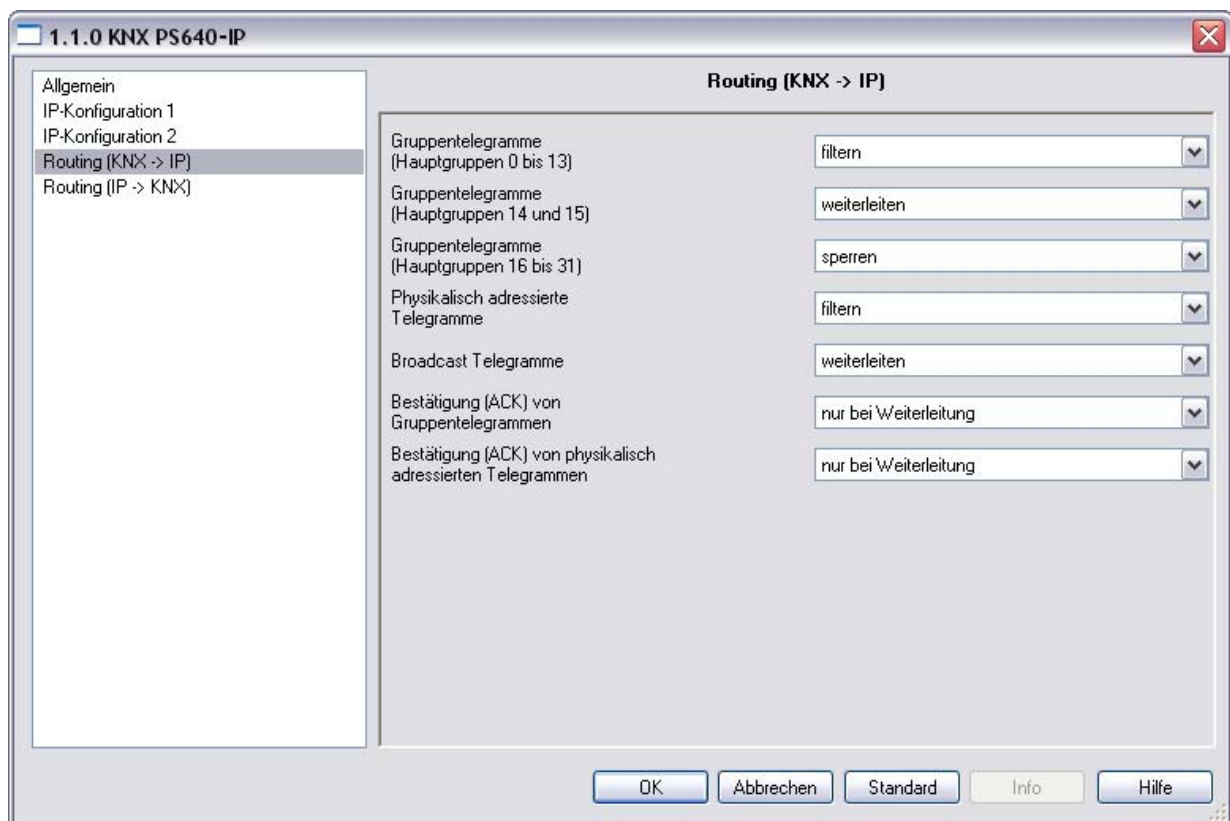 1.1.0 KNX PS640-IP
Allgemein
IP-Konfiguration 1
IP-Konfiguration 2
Routing (KNX -> IP)
Routing (IP -> KNX)
Routing (KNX -> IP)
Gruppentelegramme
(Hauptgruppen 0 bis 13)
filtern
Gruppentelegramme
(Hauptgruppen 14 und 15)
weiterleiten
Gruppentelegramme
(Hauptgruppen 16 bis 31)
sperren
Physikalisch adressierte
Telegramme
filtern
Broadcast Telegramme
weiterleiten
Bestätigung (ACK) von
Gruppentelegrammen
nur bei Weiterleitung
Bestätigung (ACK) von physikalisch
adressierten Telegrammen
nur bei Weiterleitung
OK
Abbrechen
Standard
Info
Hilfe